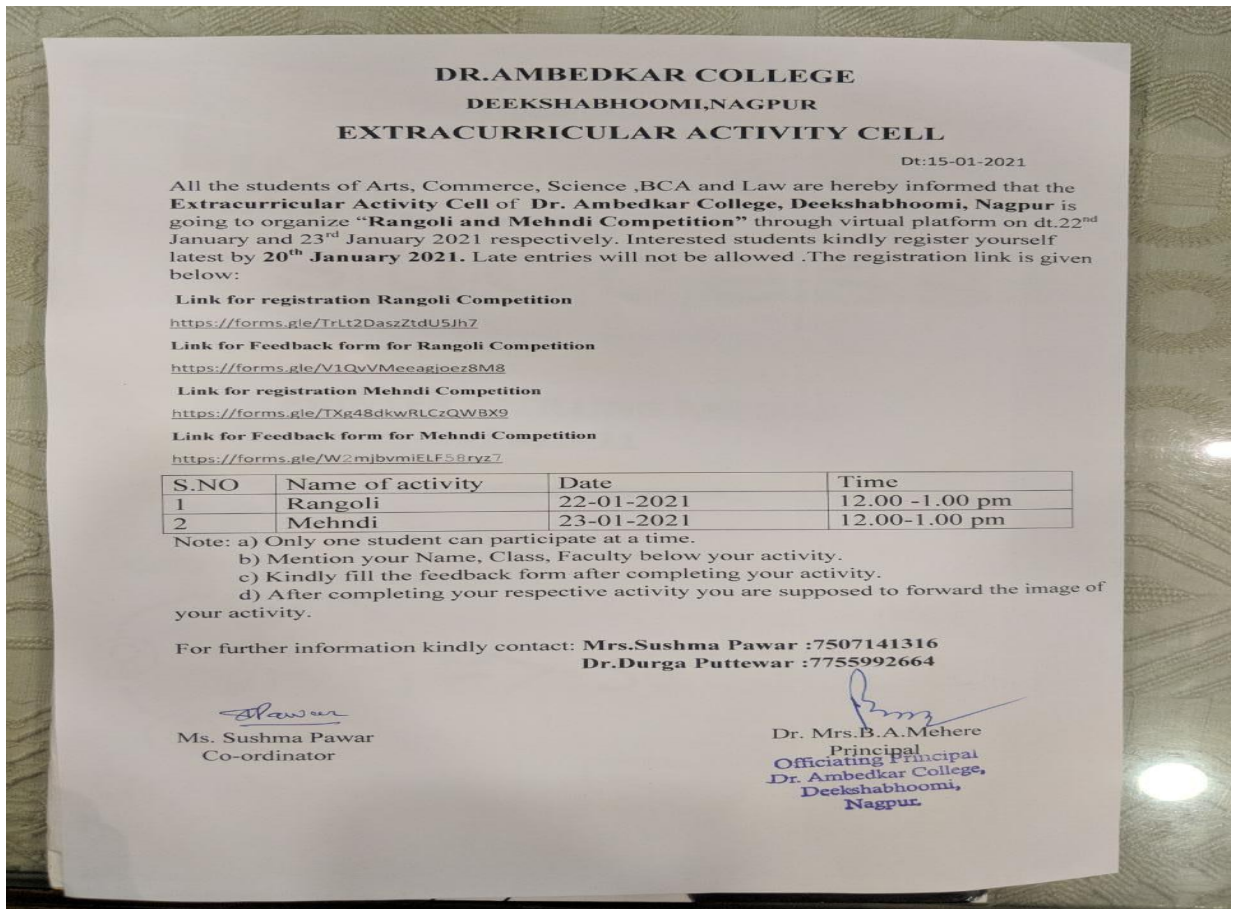 DR.AMBEDKAR COLLEGE
DEEKSHABHOOMI,NAGPUR
EXTRACURRICULAR ACTIVITY CELL
Dt:15-01-2021
All the students of Arts, Commerce, Science ,BCA and Law are hereby informed that the
Extracurricular Activity Cell of Dr. Ambedkar College, Deekshabhoomi, Nagpur is
going to organize “Rangoli and Mehndi Competition” through virtual platform on dt.22nd
January and 23rd January 2021 respectively. Interested students kindly register yourself
latest by 20th January 2021. Late entries will not be allowed .The registration link is given
below:
Link for registration Rangoli Competition
https://forms.gle/TrLt2DaszZtdU5Jh7
Link for Feedback form for Rangoli Competition
https://forms.gle/V1QvVMeeagjoez8M8
Link for registration Mehndi Competition
https://forms.gle/TXg48dkwRLCzQWBX9
Link for Feedback form for Mehndi Competition
https://forms.gle/W2mjbvmiELF58ryz7
S.NO Name of activity Date Time
1 Rangoli 22-01-2021 12.00 -1.00 pm
2 Mehndi 23-01-2021 12.00-1.00 pm
Note: a) Only one student can participate at a time.
b) Mention your Name, Class, Faculty below your activity.
c) Kindly fill the feedback form after completing your activity.
d) After completing your respective activity you are supposed to forward the image of
your activity.
For further information kindly contact: Mrs.Sushma Pawar :7507141316
Dr.Durga Puttewar :7755992664
Ms. Sushma Pawar
Co-ordinator
Dr. Mrs.B.A.Mehere
Principal
Officiating Principal
Dr. Ambedkar College,
Deekshabhoomi,
Nagpur.